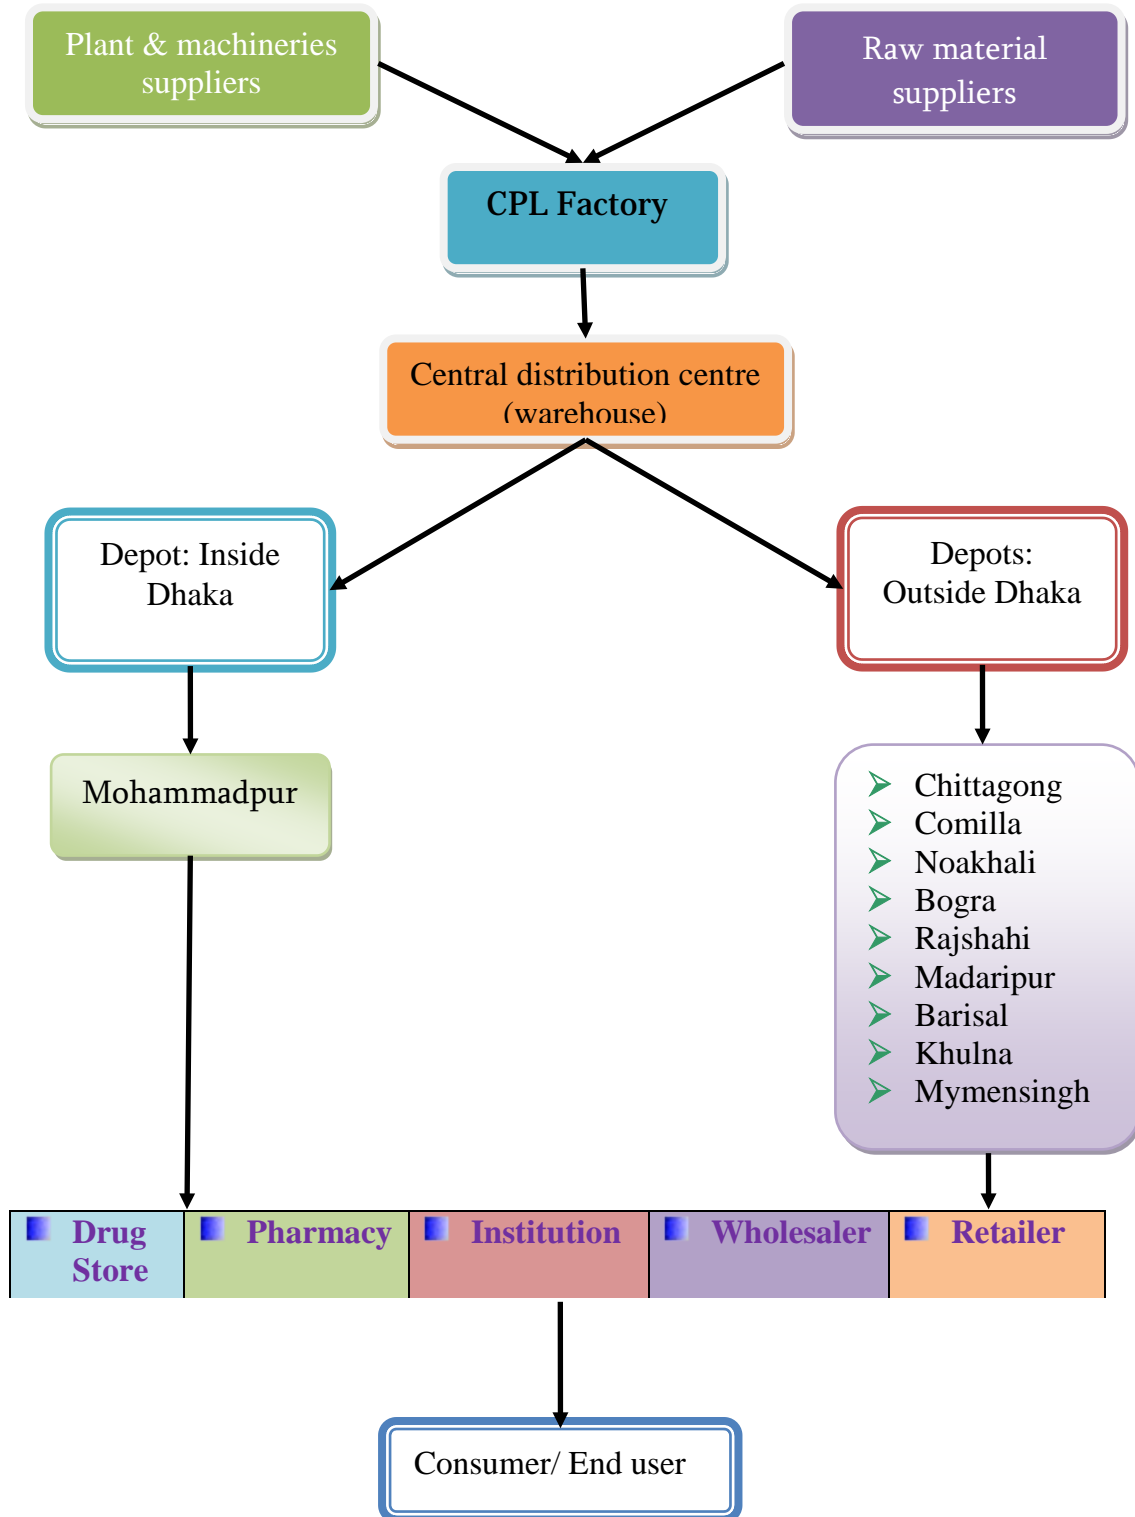 Plant & machineries
suppliers
Raw material
suppliers
CPL Factory
Central distribution centre
(warehouse)
Depot: Inside
Dhaka
Depots:
Outside Dhaka
Mohammadpur
Chittagong
Comilla
Noakhali
Bogra
Rajshahi
Madaripur
Barisal
Khulna
Mymensingh
Drug
Store
Pharmacy
Institution
Wholesaler
Retailer
Consumer/ End user